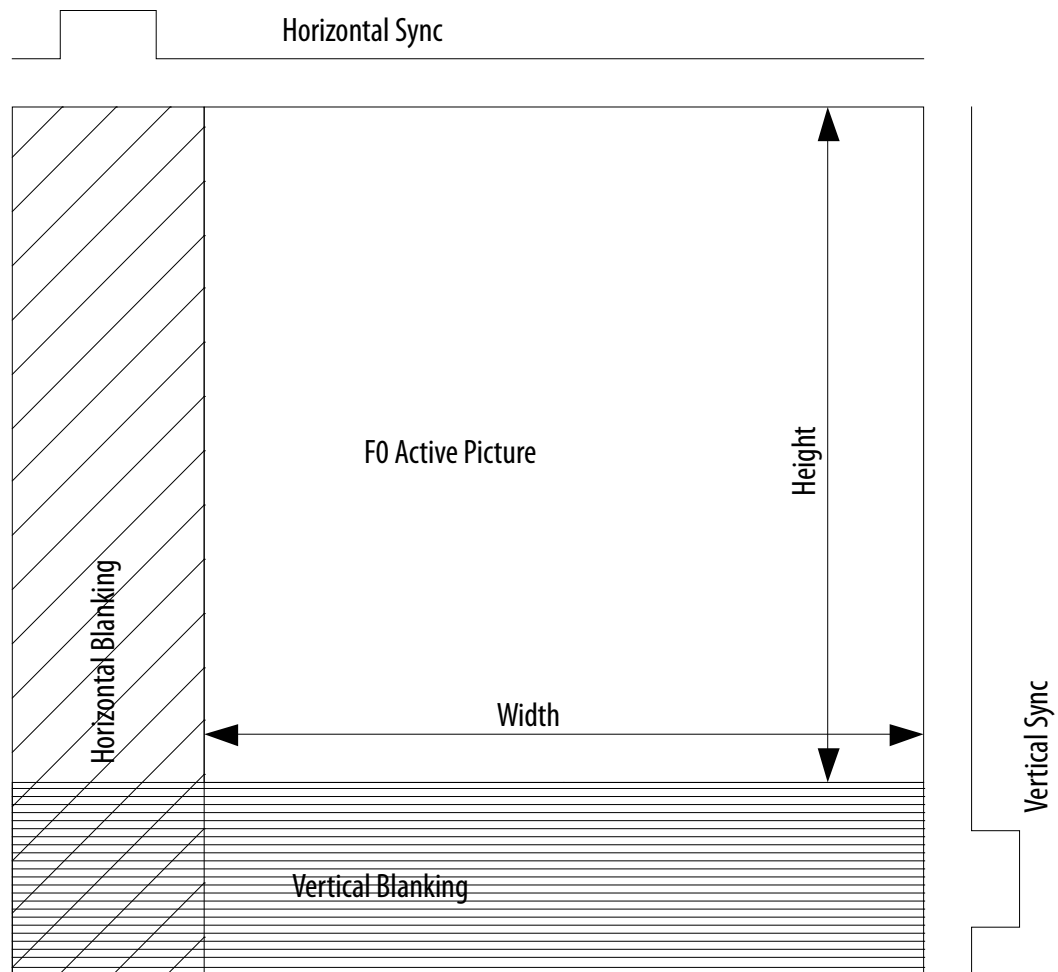 Horizontal Sync
F0 Active Picture
Height
Horizontal Blanking
Width
Vertical Sync
Vertical Blanking